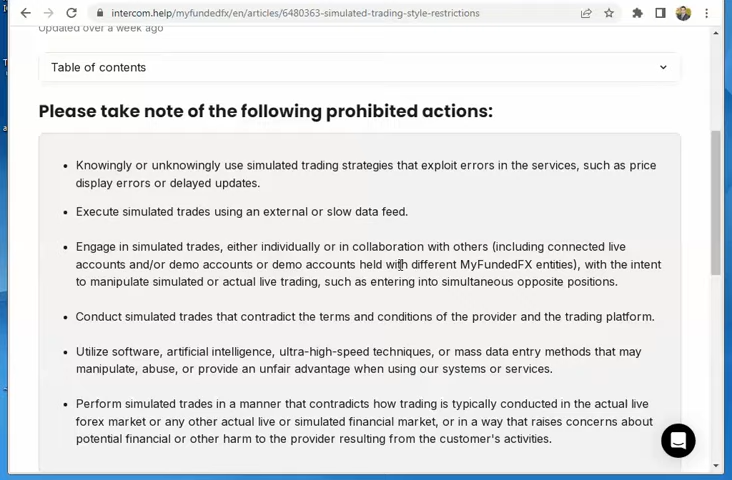 intercom.help/myfundedfx/en/articles/6480363-simulated-trading-style-restrictions
Updated over a week ago
Table of contents
Please take note of the following prohibited actions:
• Knowingly or unknowingly use simulated trading strategies that exploit errors in the services, such as price
display errors or delayed updates.
• Execute simulated trades using an external or slow data feed.
• Engage in simulated trades, either individually or in collaboration with others (including connected live
accounts and/or demo accounts or demo accounts held with different MyFundedFX entities), with the intent
to manipulate simulated or actual live trading, such as entering into simultaneous opposite positions.
• Conduct simulated trades that contradict the terms and conditions of the provider and the trading platform.
• Utilize software, artificial intelligence, ultra-high-speed techniques, or mass data entry methods that may
manipulate, abuse, or provide an unfair advantage when using our systems or services.
• Perform simulated trades in a manner that contradicts how trading is typically conducted in the actual live
forex market or any other actual live or simulated financial market, or in a way that raises concerns about
potential financial or other harm to the provider resulting from the customer's activities.